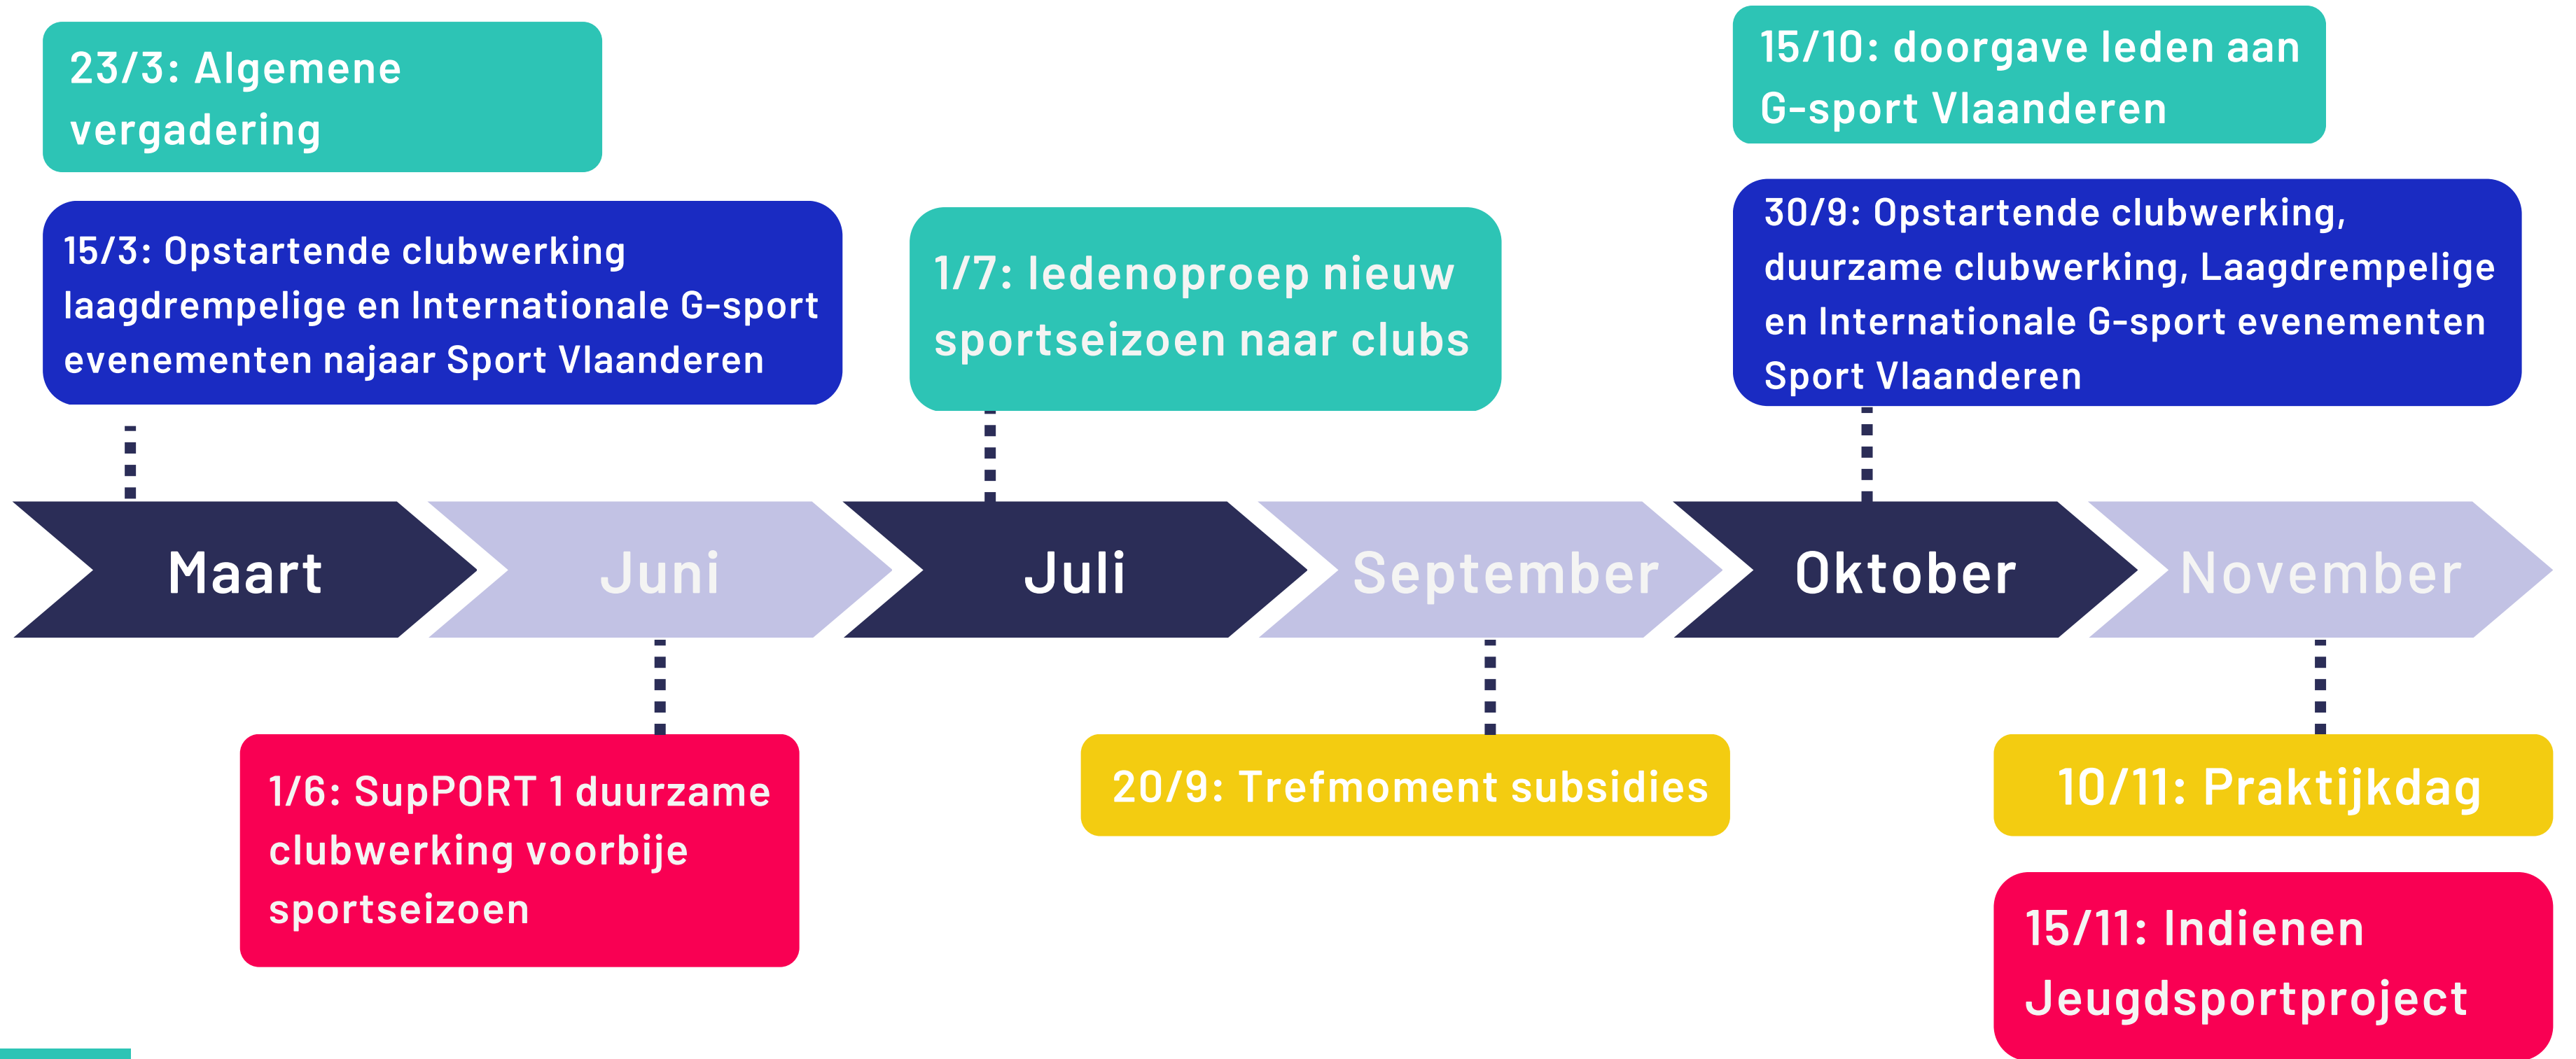 23/3: Algemene
vergadering
15/3: Opstartende clubwerking
laagdrempelige en Internationale G-sport
evenementen najaar Sport Vlaanderen
1/7: ledenoproep nieuw
sportseizoen naar clubs
15/10: doorgave leden aan
G-sport Vlaanderen
30/9: Opstartende clubwerking,
duurzame clubwerking, Laagdrempelige
en Internationale G-sport evenementen
Sport Vlaanderen
Maart
Juni
Juli
September
Oktober
November
1/6: SupPORT 1 duurzame
clubwerking voorbije
sportseizoen
20/9: Trefmoment subsidies
10/11: Praktijkdag
15/11: Indienen
Jeugdsportproject